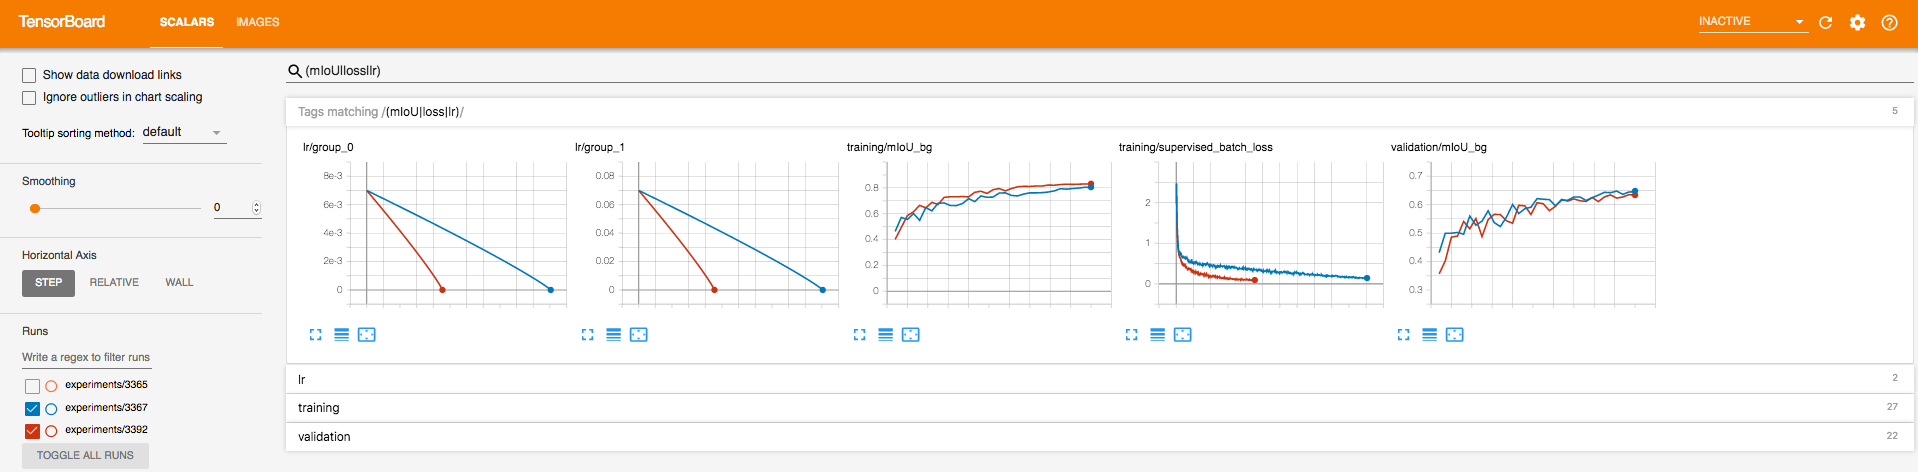 TensorBoard
SCALARS
IMAGES
INACTIVE
Show data download links
Ignore outliers in chart scaling
Tooltip sorting method: default
Smoothing
0
Horizontal Axis
STEP
RELATIVE
WALL
Runs
Write a regex to filter runs
experiments/3365
experiments/3367
experiments/3392
TOGGLE ALL RUNS
(mIoU|loss|lr)
Tags matching /(mIoU|loss|lr)/
5
lr/group_0
8e-3
6e-3
4e-3
2e-3
0
lr/group_1
0.08
0.06
0.04
0.02
0
training/mIoU_bg
0.8
0.6
0.4
0.2
0
training/supervised_batch_loss
2
1
0
validation/mIoU_bg
0.7
0.6
0.5
0.4
0.3
lr
2
training
27
validation
22